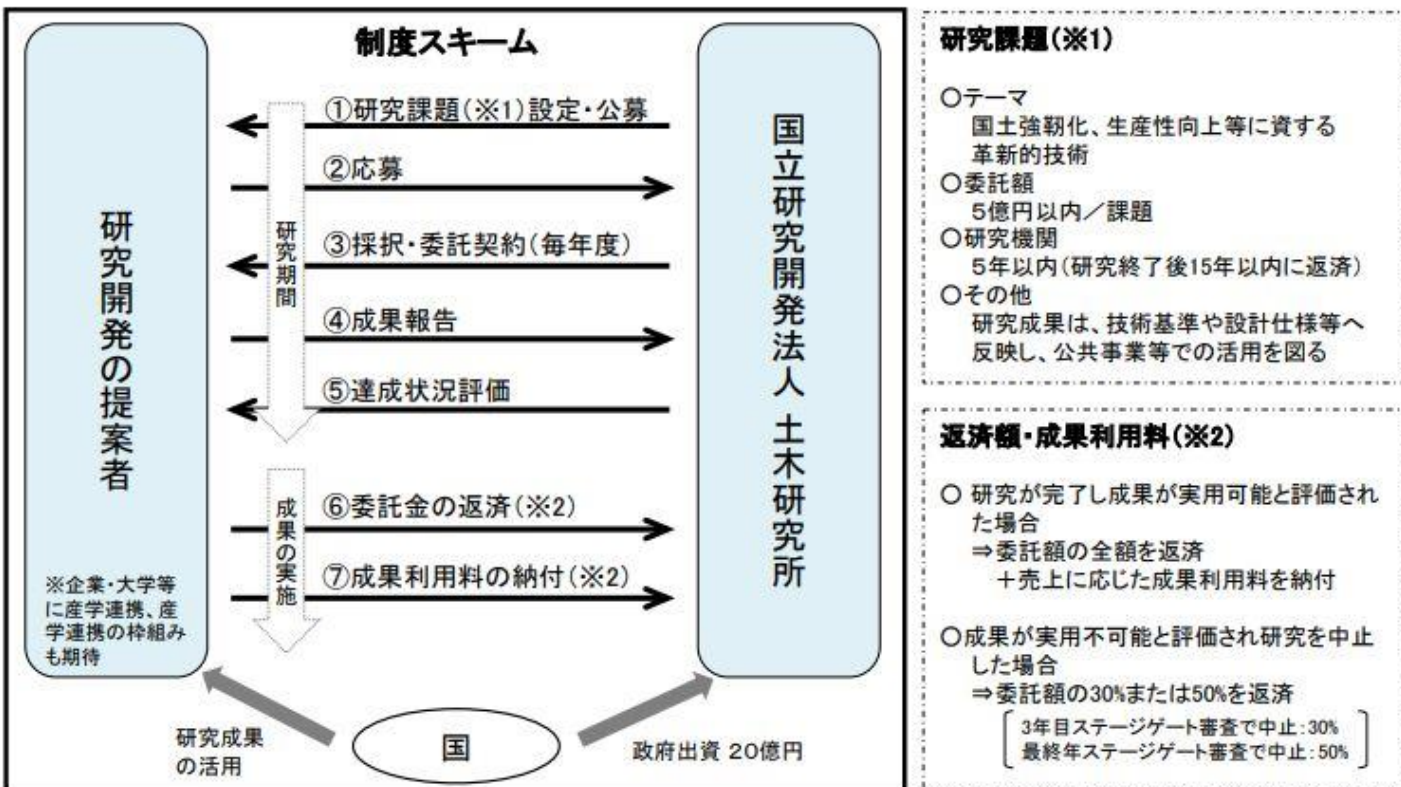 制度スキーム
研究開発の提案者
※企業・大学等
に産学連携、産
学連携の枠組み
も期待
研究期間
①研究課題(※1)設定・公募
②応募
③採択・委託契約(毎年度)
④成果報告
⑤達成状況評価
成果の実施
⑥委託金の返済(※2)
⑦成果利用料の納付(※2)
国立研究開発法人 土木研究所
研究成果
の活用
国
政府出資 20億円
研究課題(※1)
○テーマ
国土強靭化、生産性向上等に資する
革新的技術
○委託額
5億円以内/課題
○研究機関
5年以内(研究終了後15年以内に返済)
○その他
研究成果は、技術基準や設計仕様等へ
反映し、公共事業等での活用を図る
返済額・成果利用料(※2)
○ 研究が完了し成果が実用可能と評価され
た場合
⇒委託額の全額を返済
+売上に応じた成果利用料を納付
○成果が実用不可能と評価され研究を中止
した場合
⇒委託額の30%または50%を返済
3年目ステージゲート審査で中止:30%
最終年ステージゲート審査で中止:50%